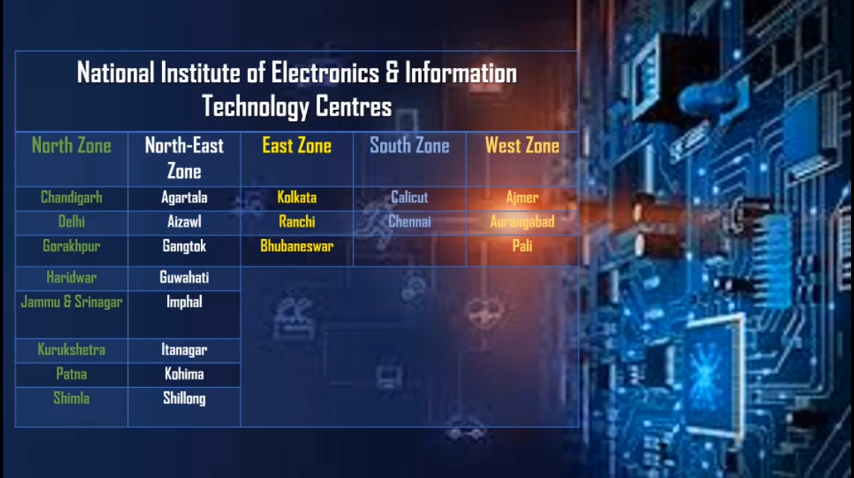 National Institute of Electronics & Information
Technology Centres
North Zone North-East Zone East Zone South Zone West Zone
Chandigarh Agartala Kolkata Calicut Ajmer
Delhi Aizawl Ranchi Chennai Aurangabad
Gorakhpur Gangtok Bhubaneswar Pali
Haridwar Guwahati
Jammu & Srinagar Imphal
Kurukshetra Itanagar
Patna Kohima
Shimla Shillong